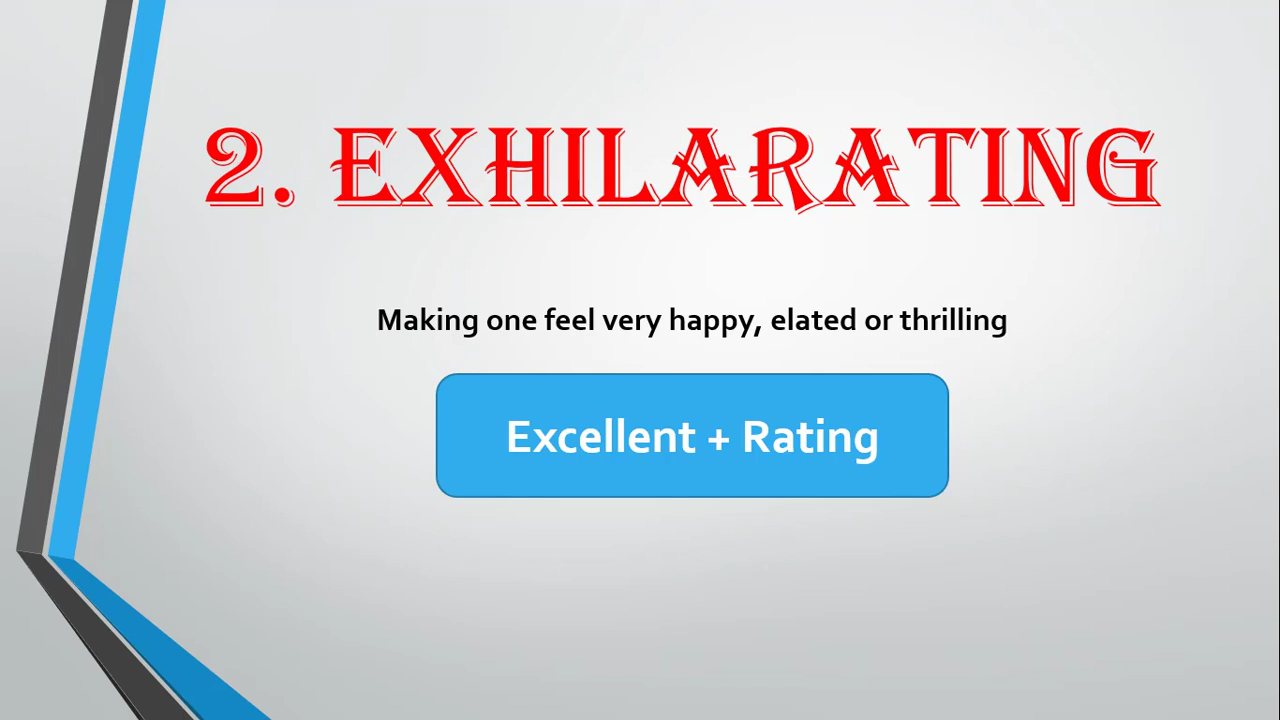 2. EXHILARATING
Making one feel very happy, elated or thrilling
Excellent + Rating